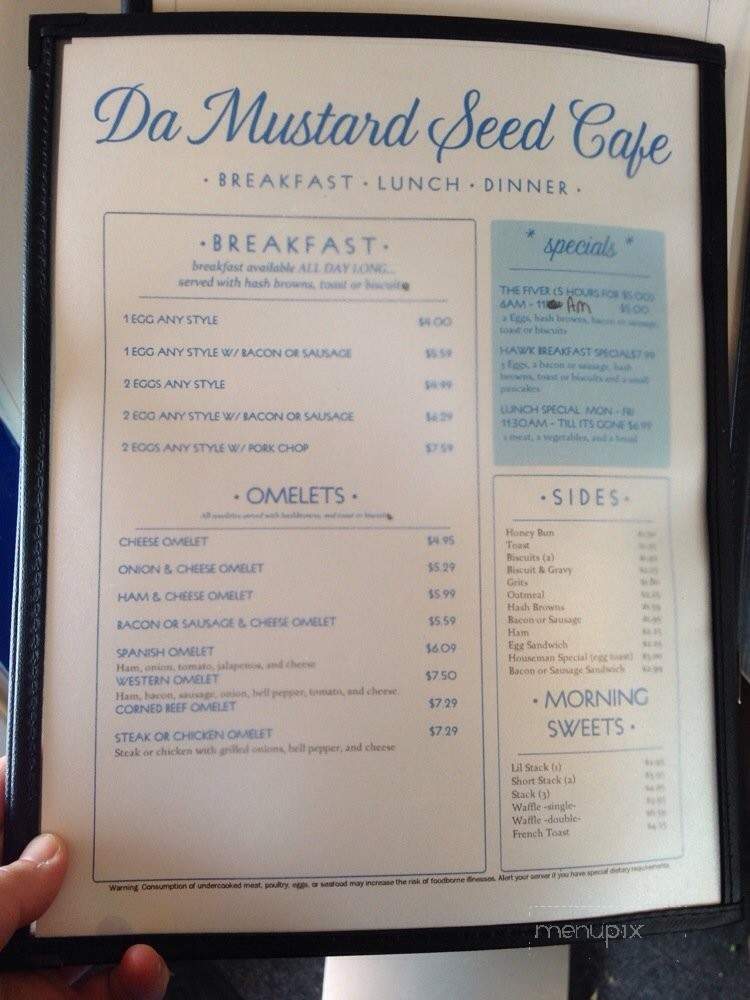 Da Mustard Seed Cafe
· BREAKFAST · LUNCH · DINNER ·
· BREAKFAST ·
breakfast available ALL DAY LONG...
served with hash browns, toast or biscuits
1 EGG ANY STYLE $4.00
1 EGG ANY STYLE W/ BACON OR SAUSAGE $5.59
2 EGGS ANY STYLE $4.99
2 EGG ANY STYLE W/ BACON OR SAUSAGE $6.29
2 EGGS ANY STYLE W/ PORK CHOP $7.59
· OMELETS ·
All omelets served with hashbrowns, and toast or biscuits
CHEESE OMELET $4.95
ONION & CHEESE OMELET $5.29
HAM & CHEESE OMELET $5.99
BACON OR SAUSAGE & CHEESE OMELET $5.59
SPANISH OMELET $6.09
Ham, onion, tomato, jalapenos, and cheese
WESTERN OMELET $7.50
Ham, bacon, sausage, onion, bell pepper, tomato, and cheese
CORNED BEEF OMELET $7.29
STEAK OR CHICKEN OMELET $7.29
Steak or chicken with grilled onions, bell pepper, and cheese
* specials *
THE FIVER (5 HOURS FOR $5.00)
6AM - 11 AM $5.00
2 Eggs, hash browns, bacon or sausage,
toast or biscuits
HAWK BREAKFAST SPECIAL $7.99
3 Eggs, 2 bacon or sausage, hash
browns, toast or biscuits and 2 small
pancakes
LUNCH SPECIAL MON - FRI
11:30AM - TILL ITS GONE $6.99
1 meat, 2 vegetables, and a bread
· SIDES ·
Honey Bun
Toast
Biscuits (2)
Biscuit & Gravy
Grits
Oatmeal
Hash Browns
Bacon or Sausage
Ham
Egg Sandwich
Houseman Special (egg toast) $3.00
Bacon or Sausage Sandwich $2.99
· MORNING
SWEETS ·
Lil Stack (1)
Short Stack (2)
Stack (3)
Waffle -single-
Waffle -double-
French Toast
Warning: Consumption of undercooked meat, poultry, eggs, or seafood may increase the risk of foodborne illnesses. Alert your server if you have special dietary requirements.
menupix